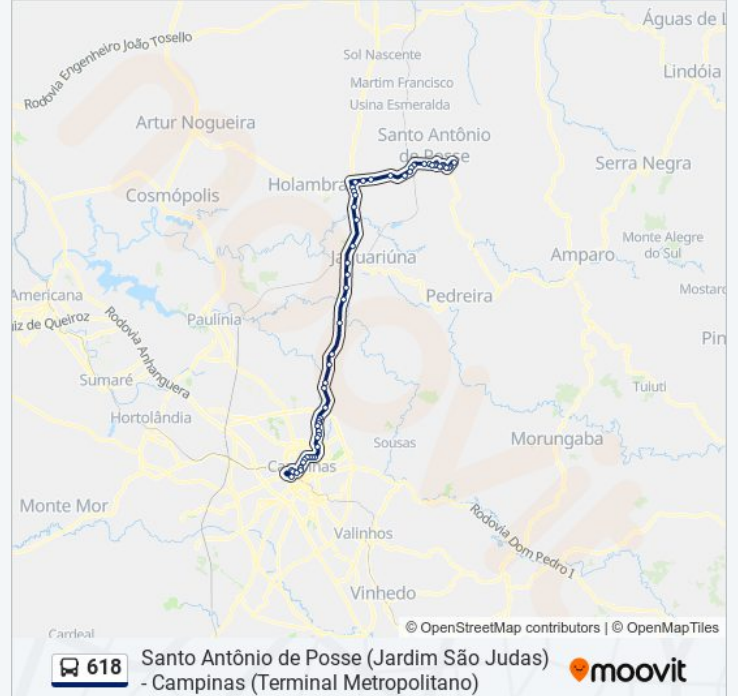 Águas de L
Rodovia Engenheiro João Tosello
Sol Nascente
Lindóia
Martim Francisco
Usina Esmeralda
Artur Nogueira
Santo Antônio
de Posse
Serra Negra
Holambra
Cosmópolis
Monte Alegre
do Sul
Jaguariúna
Amparo
Americana
Pedreira
Mostard
uiz de Queiroz
Rodovia Anhanguera
Paulínia
Pin
Sumaré
Tuiuti
Hortolândia
Sousas
Morungaba
Campinas
Monte Mor
Rodovia Dom Pedro I
Valinhos
Vinhedo
Cardeal
© OpenStreetMap contributors | © OpenMapTiles
618
Santo Antônio de Posse (Jardim São Judas)
- Campinas (Terminal Metropolitano)
moovit
moovit